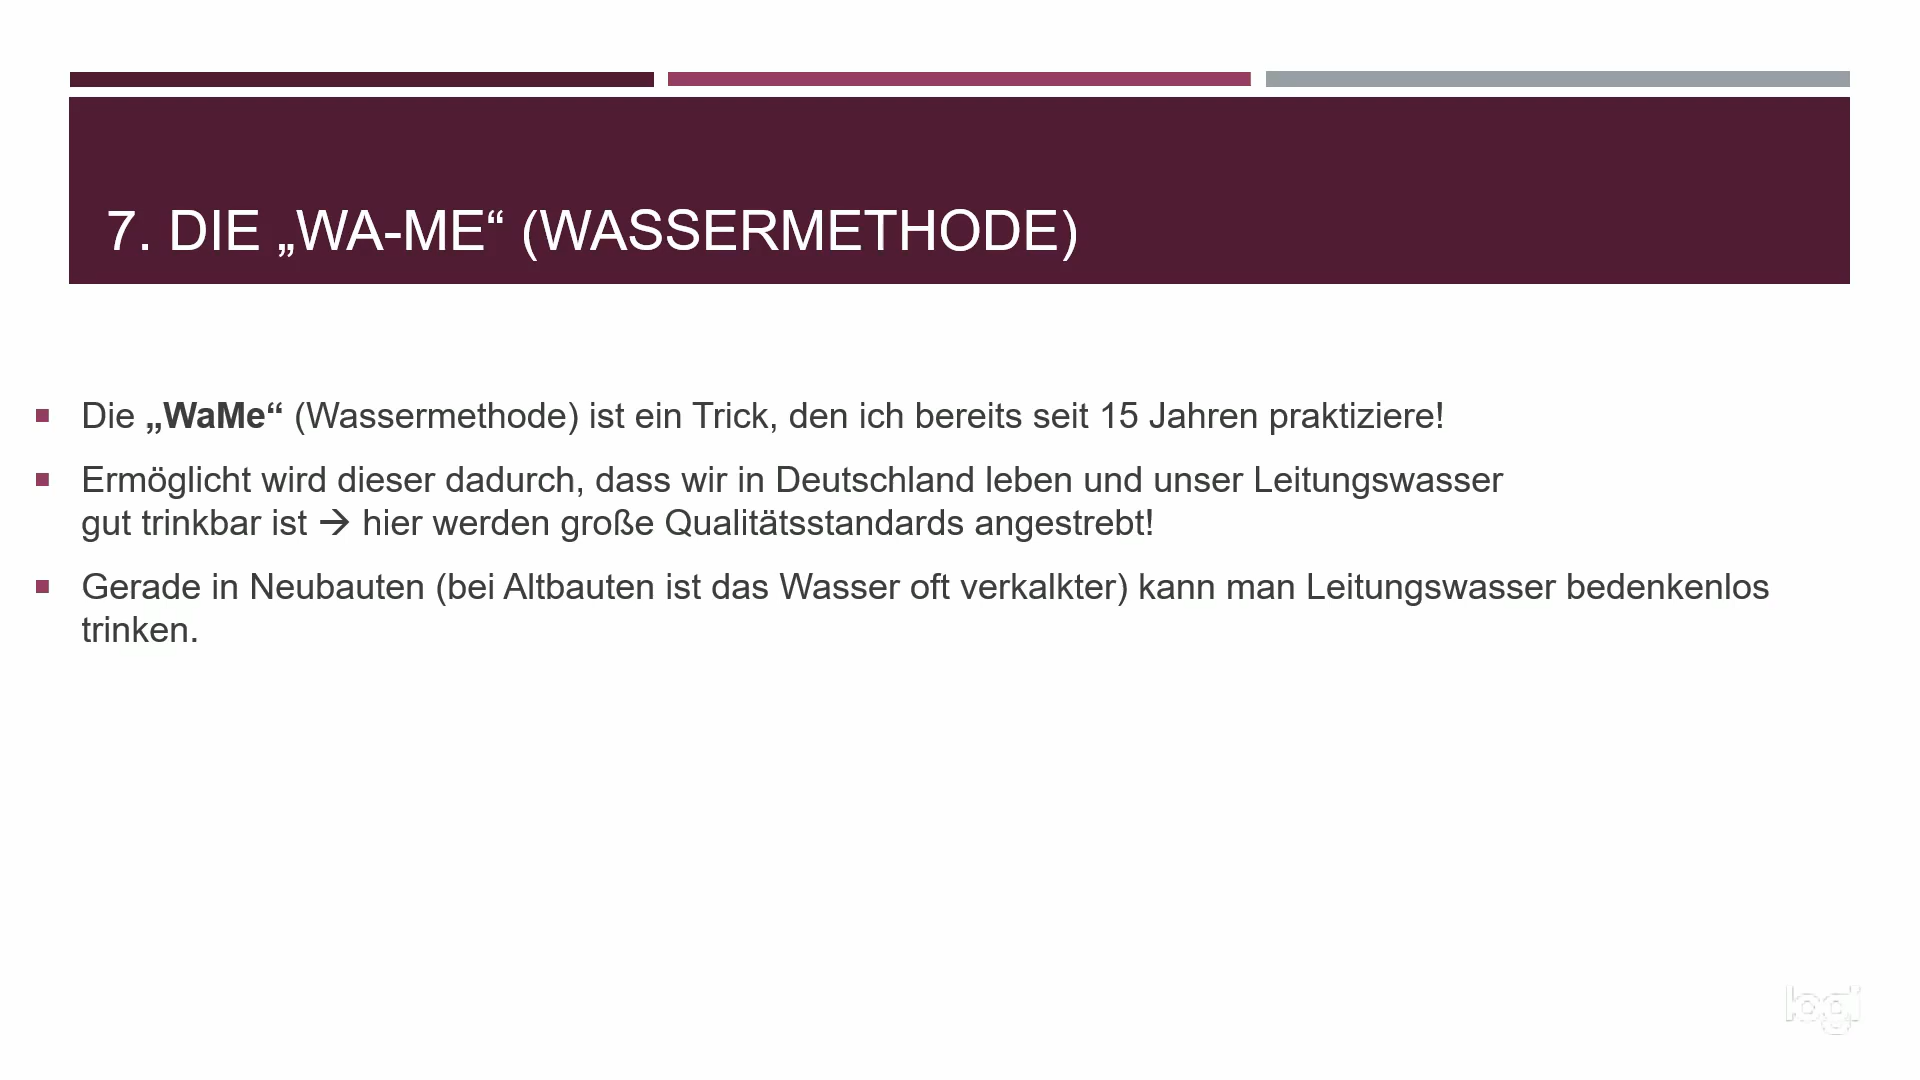 7. DIE „WA-ME“ (WASSERMETHODE)
Die „WaMe“ (Wassermethode) ist ein Trick, den ich bereits seit 15 Jahren praktiziere!
Ermöglicht wird dieser dadurch, dass wir in Deutschland leben und unser Leitungswasser
gut trinkbar ist → hier werden große Qualitätsstandards angestrebt!
Gerade in Neubauten (bei Altbauten ist das Wasser oft verkalkter) kann man Leitungswasser bedenkenlos
trinken.
logi